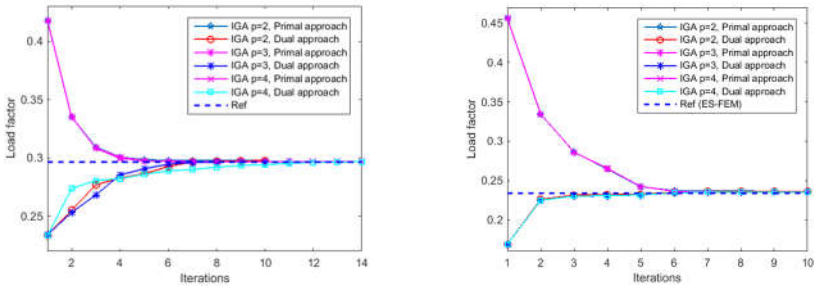 0.4
0.35
0.3
0.25
2 4 6 8 10 12 14
Iterations
Load factor
IGA p=2, Primal approach
IGA p=2, Dual approach
IGA p=3, Primal approach
IGA p=3, Dual approach
IGA p=4, Primal approach
IGA p=4, Dual approach
Ref
0.45
0.4
0.35
0.3
0.25
0.2
1 2 3 4 5 6 7 8 9 10
Iterations
Load factor
IGA p=2, Primal approach
IGA p=2, Dual approach
IGA p=3, Primal approach
IGA p=3, Dual approach
IGA p=4, Primal approach
IGA p=4, Dual approach
Ref (ES-FEM)